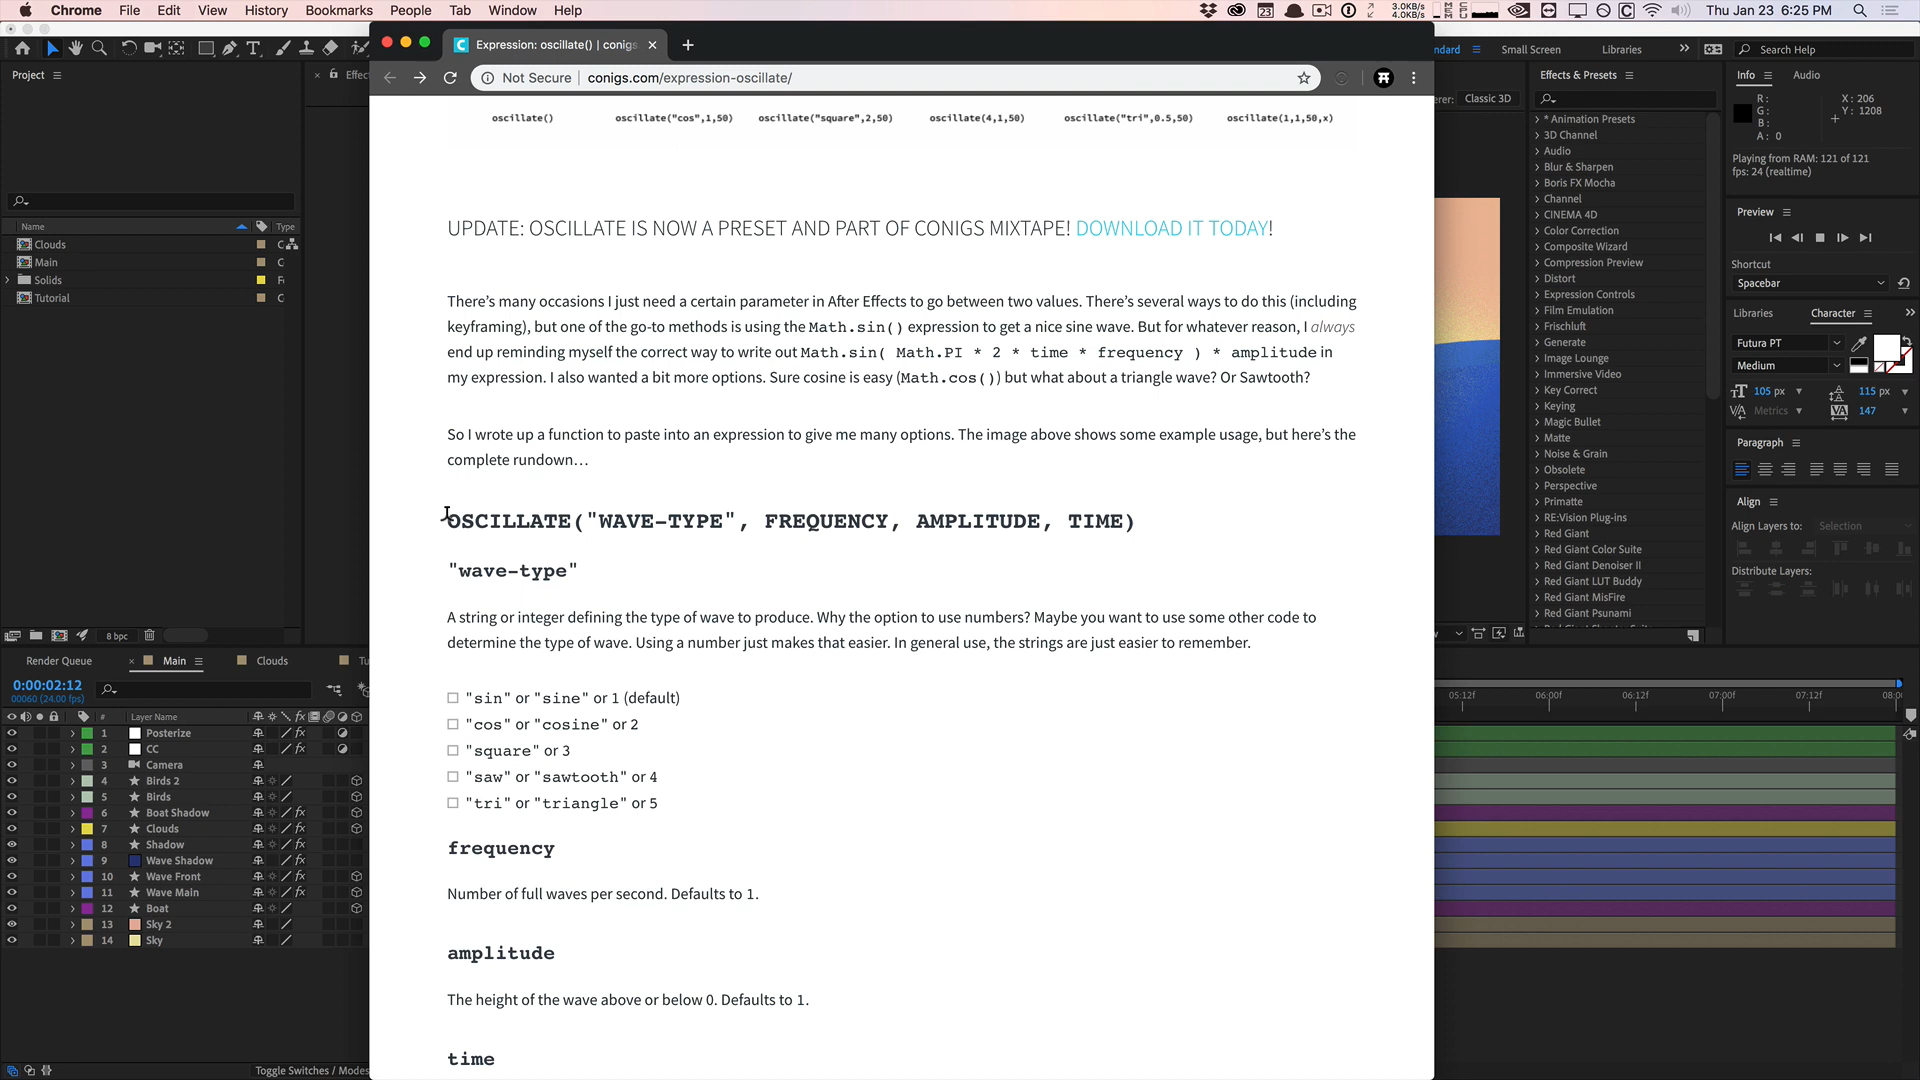 Chrome File Edit View History Bookmarks People Tab Window Help
23
3.0KB/s
4.0KB/s
Thu Jan 23 6:25 PM
Expression: oscillate() | conigs
Not Secure | conigs.com/expression-oscillate/
Project
Effec
Name Type
Clouds
Main
Solids
Tutorial
8 bpc
oscillate() oscillate("cos",1,50) oscillate("square",2,50) oscillate(4,1,50) oscillate("tri",0.5,50) oscillate(1,1,50,x)
UPDATE: OSCILLATE IS NOW A PRESET AND PART OF CONIGS MIXTAPE! DOWNLOAD IT TODAY!
There's many occasions I just need a certain parameter in After Effects to go between two values. There's several ways to do this (including
keyframing), but one of the go-to methods is using the Math.sin() expression to get a nice sine wave. But for whatever reason, I always
end up reminding myself the correct way to write out Math.sin( Math.PI * 2 * time * frequency ) * amplitude in
my expression. I also wanted a bit more options. Sure cosine is easy (Math.cos()) but what about a triangle wave? Or Sawtooth?
So I wrote up a function to paste into an expression to give me many options. The image above shows some example usage, but here's the
complete rundown…
OSCILLATE("WAVE-TYPE", FREQUENCY, AMPLITUDE, TIME)
"wave-type"
A string or integer defining the type of wave to produce. Why the option to use numbers? Maybe you want to use some other code to
determine the type of wave. Using a number just makes that easier. In general use, the strings are just easier to remember.
"sin" or "sine" or 1 (default)
"cos" or "cosine" or 2
"square" or 3
"saw" or "sawtooth" or 4
"tri" or "triangle" or 5
frequency
Number of full waves per second. Defaults to 1.
amplitude
The height of the wave above or below 0. Defaults to 1.
time
Render Queue Main Clouds Tu
0:00:02:12
00060 (24.00 fps)
# Layer Name
1 Posterize
2 CC
3 Camera
4 Birds 2
5 Birds
6 Boat Shadow
7 Clouds
8 Shadow
9 Wave Shadow
10 Wave Front
11 Wave Main
12 Boat
13 Sky 2
14 Sky
Toggle Switches / Modes
ndard Small Screen Libraries Search Help
erer: Classic 3D
Effects & Presets
* Animation Presets
3D Channel
Audio
Blur & Sharpen
Boris FX Mocha
Channel
CINEMA 4D
Color Correction
Composite Wizard
Compression Preview
Distort
Expression Controls
Film Emulation
Frischluft
Generate
Image Lounge
Immersive Video
Key Correct
Keying
Magic Bullet
Matte
Noise & Grain
Obsolete
Perspective
Primatte
RE:Vision Plug-ins
Red Giant
Red Giant Color Suite
Red Giant Denoiser II
Red Giant LUT Buddy
Red Giant MisFire
Red Giant Psunami
Info Audio
R: X: 206
G: Y: 1208
B:
A: 0
Playing from RAM: 121 of 121
fps: 24 (realtime)
Preview
Shortcut
Spacebar
Libraries Character
Futura PT
Medium
105 px 115 px
Metrics 147
Paragraph
Align
Align Layers to: Selection
Distribute Layers:
05:12f 06:00f 06:12f 07:00f 07:12f 08:0